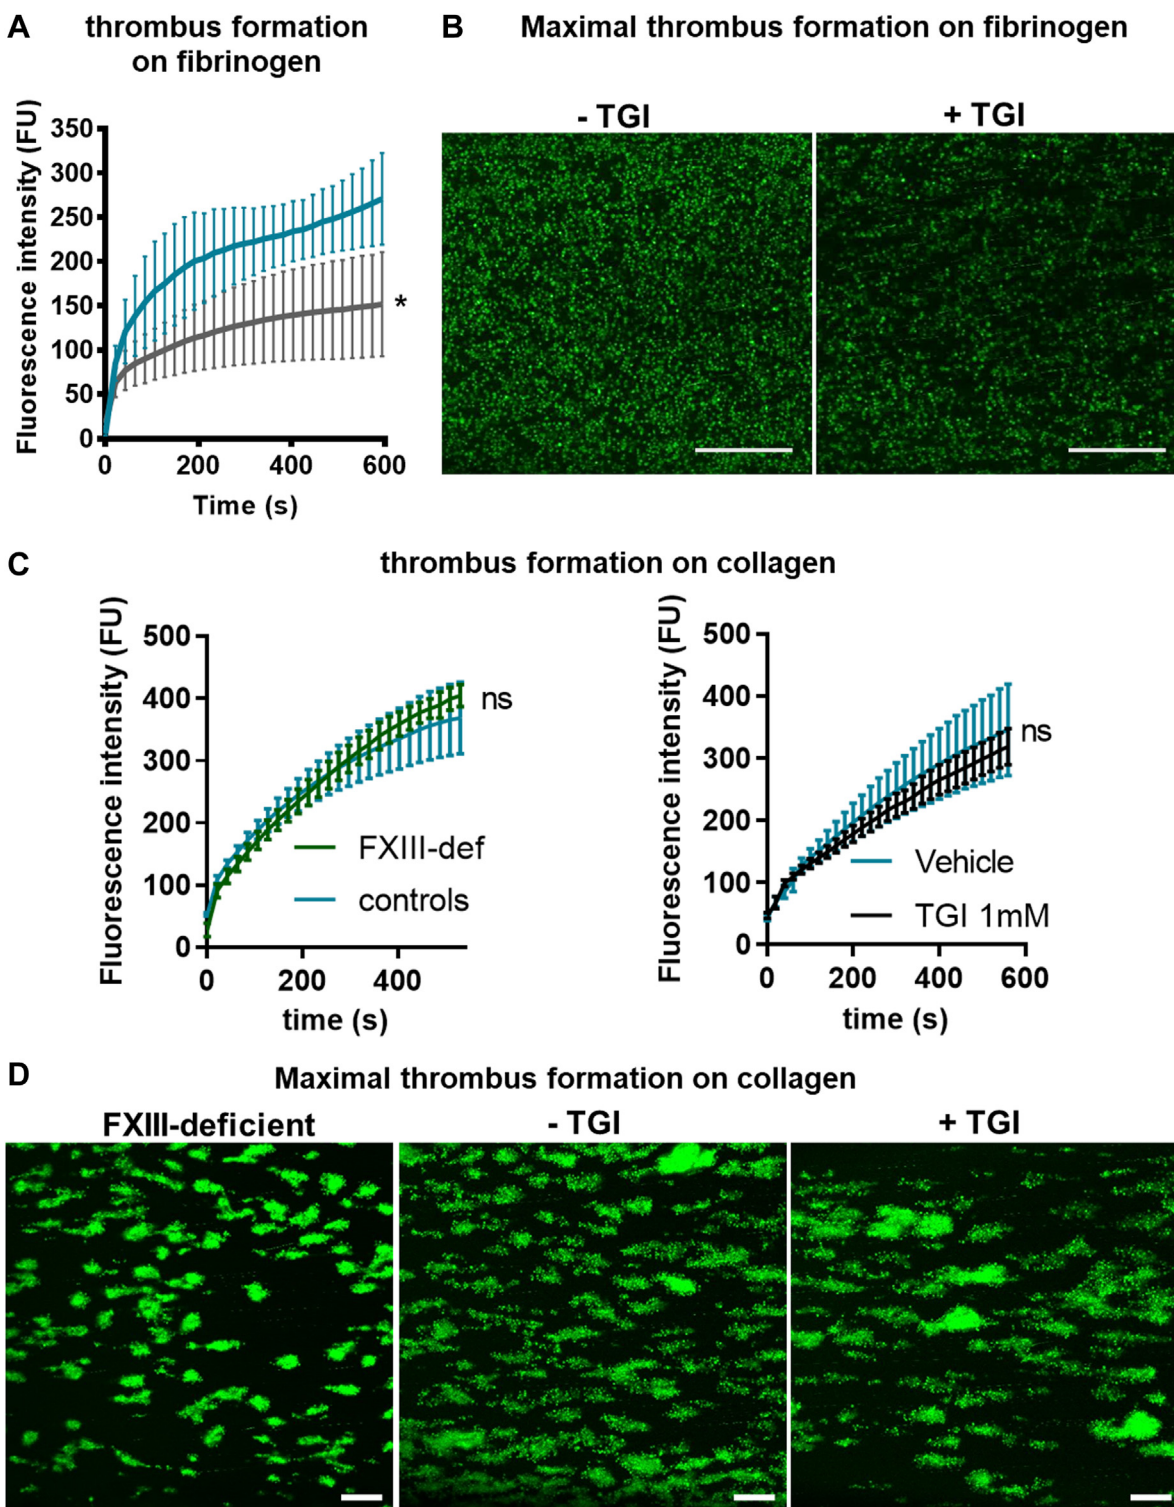 A thrombus formation
on fibrinogen
Fluorescence intensity (FU)
350
300
250
200
150
100
50
0
0 200 400 600
Time (s)
*
B Maximal thrombus formation on fibrinogen
- TGI + TGI
C thrombus formation on collagen
Fluorescence intensity (FU)
500
400
300
200
100
0
0 200 400
time (s)
ns
FXIII-def
controls
Fluorescence intensity (FU)
500
400
300
200
100
0
0 200 400 600
time (s)
ns
Vehicle
TGI 1mM
D Maximal thrombus formation on collagen
FXIII-deficient - TGI + TGI